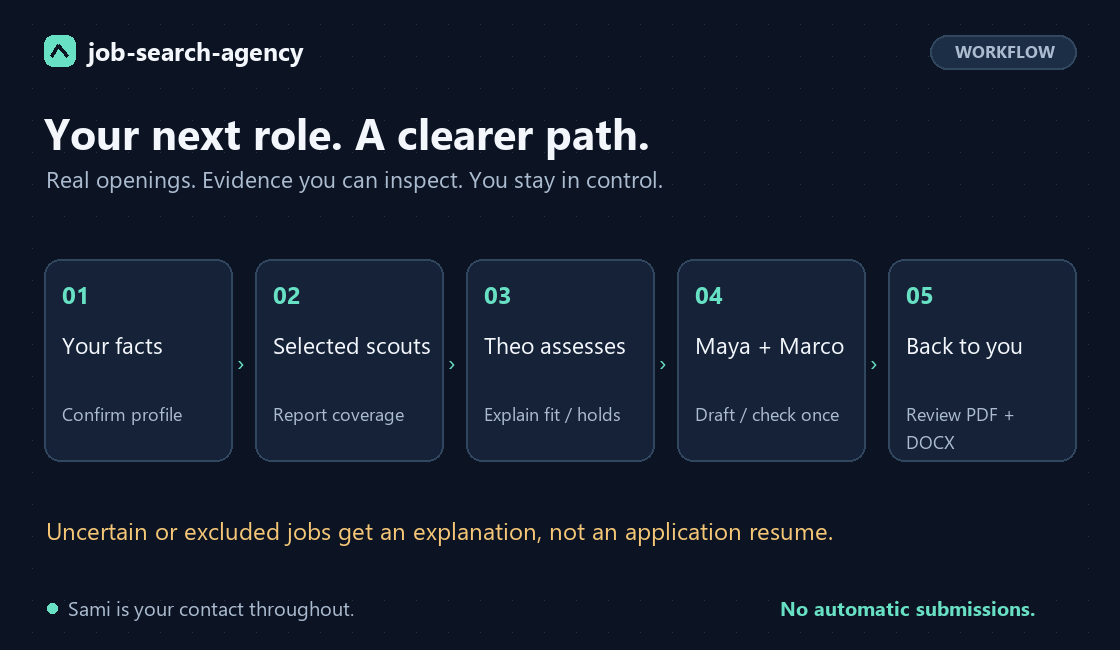 job-search-agency
WORKFLOW
Your next role. A clearer path.
Real openings. Evidence you can inspect. You stay in control.
01
Your facts
Confirm profile
›
02
Selected scouts
Report coverage
›
03
Theo assesses
Explain fit / holds
›
04
Maya + Marco
Draft / check once
›
05
Back to you
Review PDF +
DOCX
Uncertain or excluded jobs get an explanation, not an application resume.
Sami is your contact throughout.
No automatic submissions.